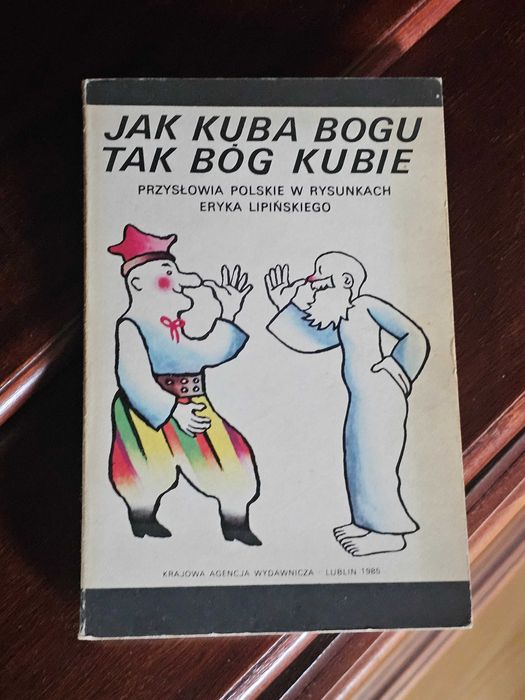 JAK KUBA BOGU
TAK BÓG KUBIE
PRZYSŁOWIA POLSKIE W RYSUNKACH
ERYKA LIPIŃSKIEGO
KRAJOWA AGENCJA WYDAWNICZA LUBLIN 1985